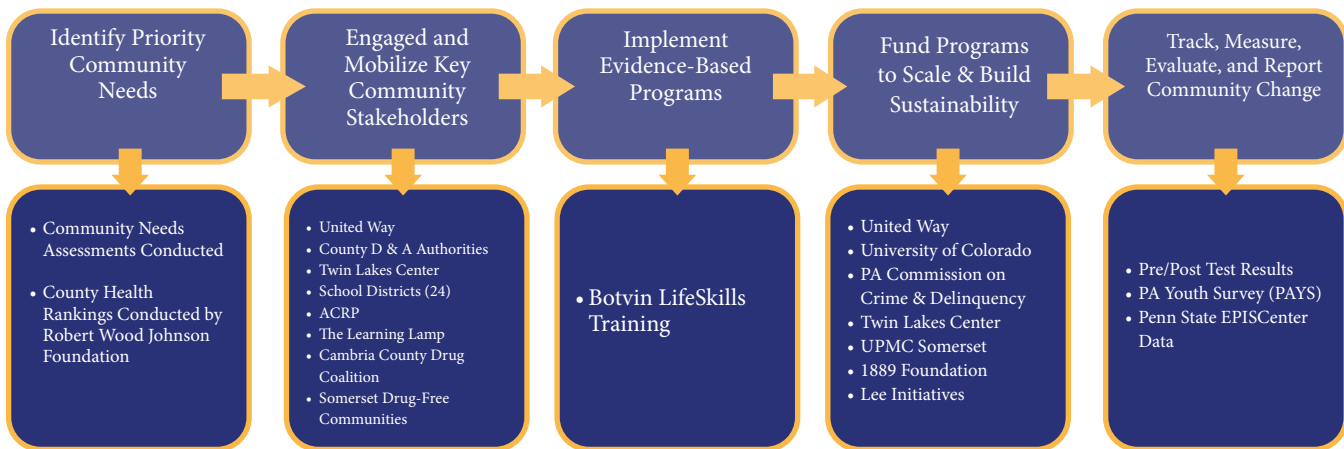 Identify Priority
Community
Needs
Engaged and
Mobilize Key
Community
Stakeholders
Implement
Evidence-Based
Programs
Fund Programs
to Scale & Build
Sustainability
Track, Measure,
Evaluate, and Report
Community Change
• Community Needs
Assessments Conducted
• County Health
Rankings Conducted by
Robert Wood Johnson
Foundation
• United Way
• County D & A Authorities
• Twin Lakes Center
• School Districts (24)
• ACRP
• The Learning Lamp
• Cambria County Drug
Coalition
• Somerset Drug-Free
Communities
• Botvin LifeSkills
Training
• United Way
• University of Colorado
• PA Commission on
Crime & Delinquency
• Twin Lakes Center
• UPMC Somerset
• 1889 Foundation
• Lee Initiatives
• Pre/Post Test Results
• PA Youth Survey (PAYS)
• Penn State EPISCenter
Data